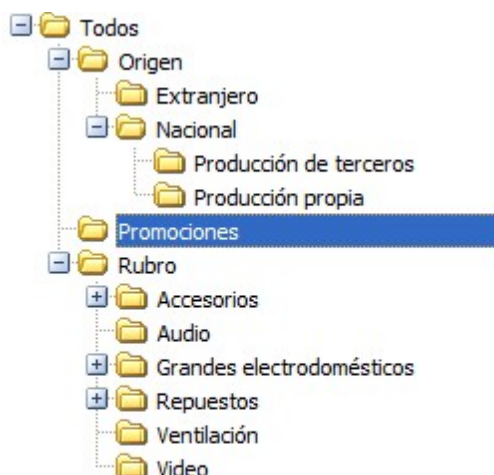 Todos
Origen
Extranjero
Nacional
Producción de terceros
Producción propia
Promociones
Rubro
Accesorios
Audio
Grandes electrodomésticos
Repuestos
Ventilación
Video